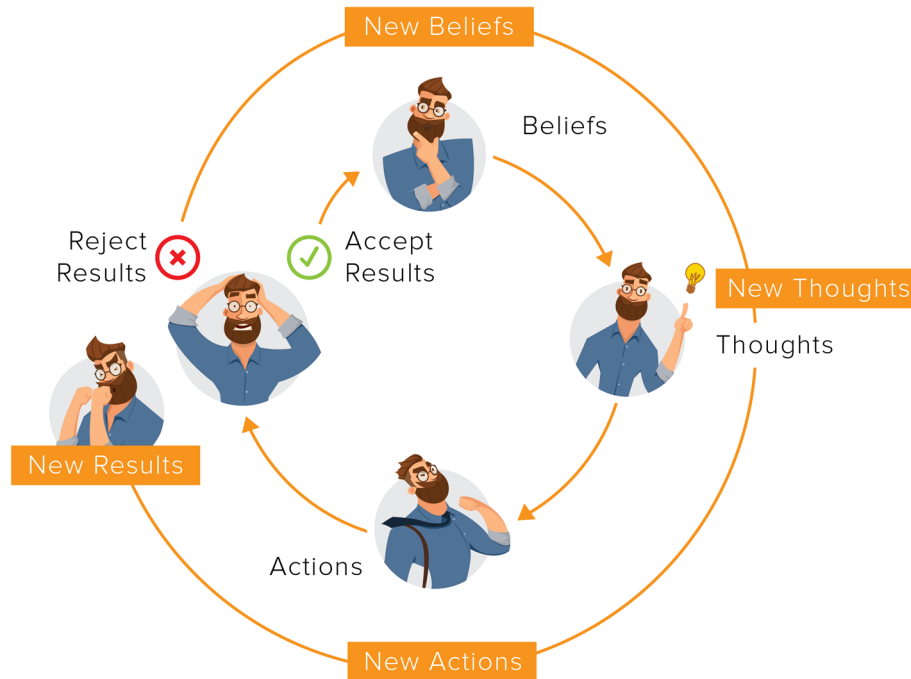 New Beliefs
Beliefs
Reject
Results
Accept
Results
New Thoughts
Thoughts
New Results
Actions
New Actions